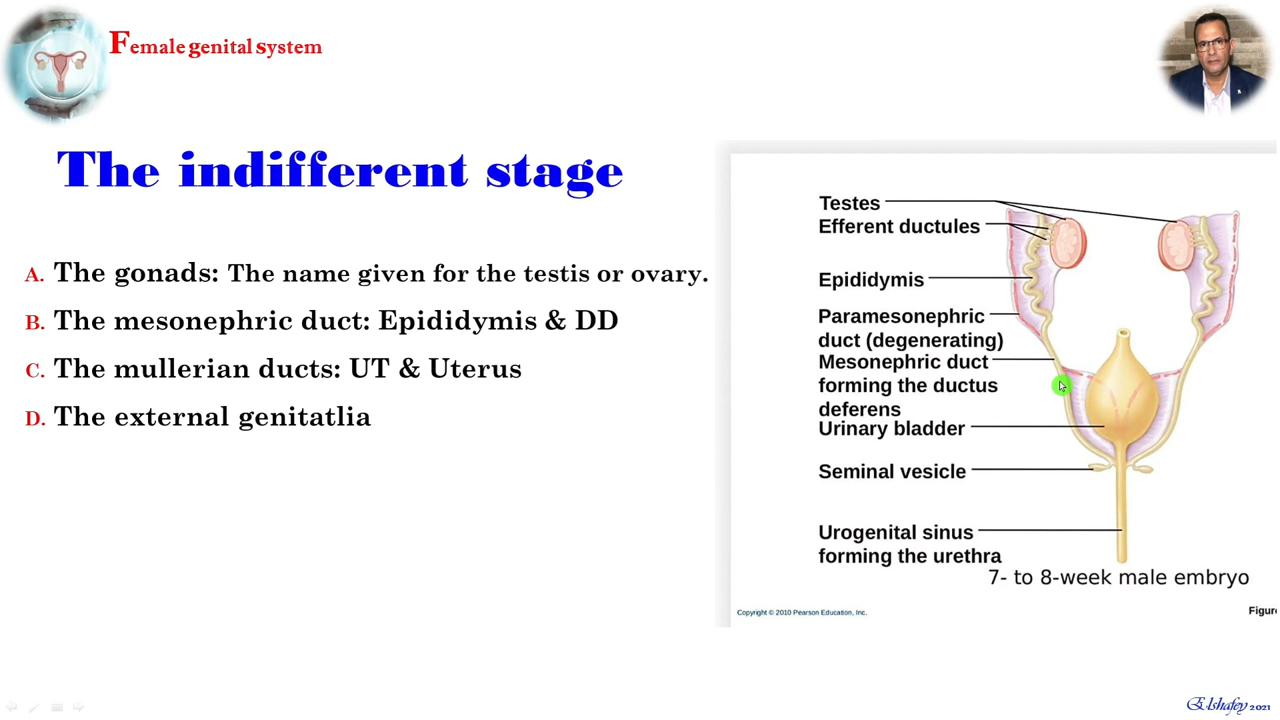 Female genital system
The indifferent stage
A. The gonads: The name given for the testis or ovary.
B. The mesonephric duct: Epididymis & DD
C. The mullerian ducts: UT & Uterus
D. The external genitatlia
Testes
Efferent ductules
Epididymis
Paramesonephric
duct (degenerating)
Mesonephric duct
forming the ductus
deferens
Urinary bladder
Seminal vesicle
Urogenital sinus
forming the urethra
7- to 8-week male embryo
Copyright © 2010 Pearson Education, Inc.
Figure
Elshafey 2021